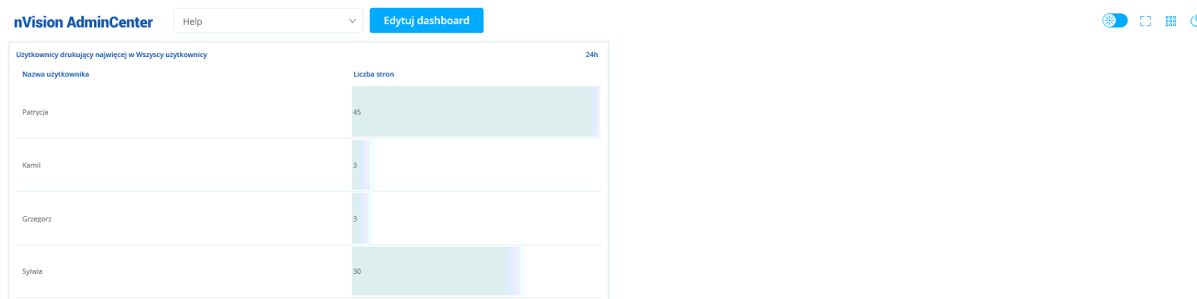 nVision AdminCenter
Help
Edytuj dashboard
Użytkownicy drukujący najwięcej w Wszyscy użytkownicy 24h
Nazwa użytkownika Liczba stron
Patrycja 45
Kamil 3
Grzegorz 3
Sylwia 30